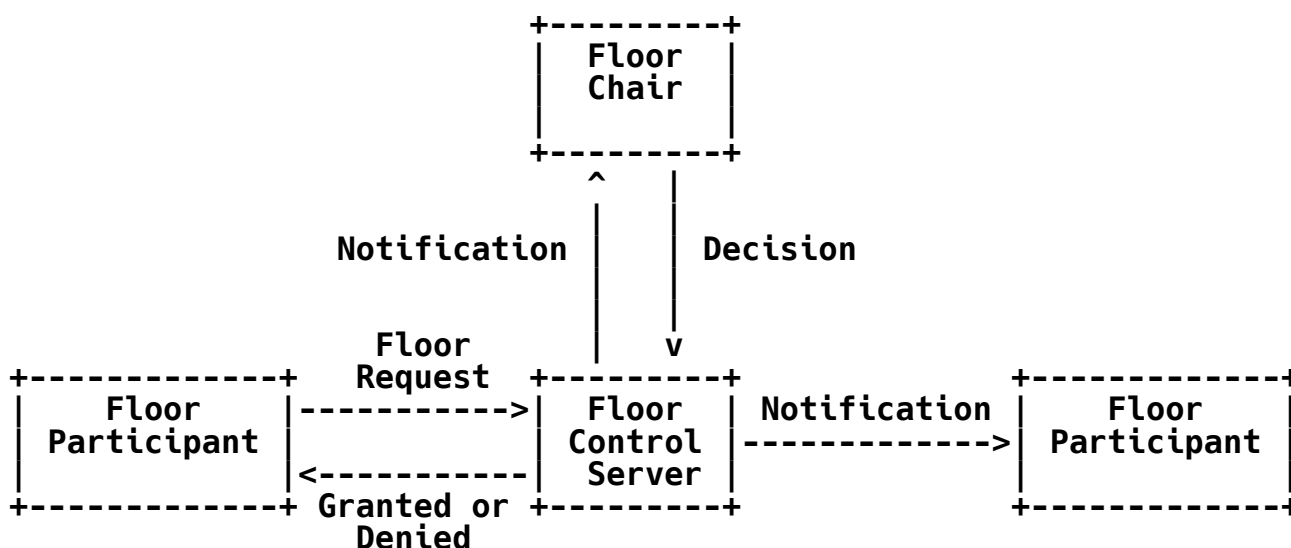 Floor
Chair
Notification Decision
Floor
Request
Floor Floor Notification Floor
Participant Control Participant
Server
Granted or
Denied